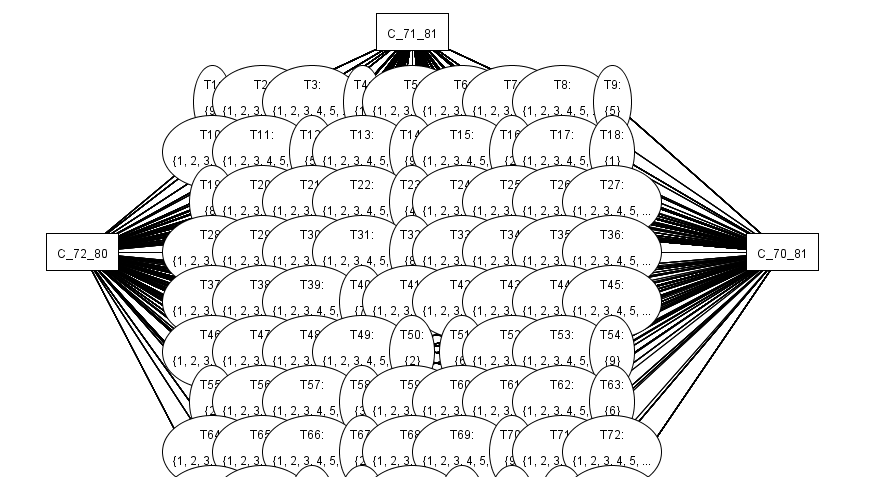 C_71_81
T1 T2 T3: T4 T5 T6 T7 T8: T9:
{9 {1, 2, 3 {1, 2, 3, 4, 5, {1 {1, 2, 3 {1, 2, 3 {1, 2, 3 {1, 2, 3, 4, 5, {5}
T10 T11: T12 T13: T14 T15: T16 T17: T18:
{1, 2, 3 {1, 2, 3, 4, 5, {5 {1, 2, 3, 4, 5, {9 {1, 2, 3, 4, 5, {2 {1, 2, 3, 4, 5, {1}
T19 T20 T21 T22: T23 T24 T25 T26 T27:
{8 {1, 2, 3 {1, 2, 3 {1, 2, 3, 4, 5, {4 {1, 2, 3 {1, 2, 3 {1, 2, 3 {1, 2, 3, 4, 5, ...
T28 T29 T30 T31: T32 T33 T34 T35 T36:
C_72_80 C_70_81
{1, 2, 3 {1, 2, 3 {1, 2, 3 {1, 2, 3, 4, 5, {8 {1, 2, 3 {1, 2, 3 {1, 2, 3 {1, 2, 3, 4, 5, ...
T37 T38 T39: T40 T41 T42 T43 T44 T45:
{1, 2, 3 {1, 2, 3 {1, 2, 3, 4, 5, {7 {1, 2, 3 {1, 2, 3 {1, 2, 3 {1, 2, 3 {1, 2, 3, 4, 5, ...
T46 T47 T48 T49: T50: T51 T52 T53: T54:
{1, 2, 3 {1, 2, 3 {1, 2, 3 {1, 2, 3, 4, 5, {2} {6 {1, 2, 3 {1, 2, 3, 4, 5, {9}
T55 T56 T57: T58 T59 T60 T61 T62: T63:
{2 {1, 2, 3 {1, 2, 3, 4, 5, {3 {1, 2, 3 {1, 2, 3 {1, 2, 3 {1, 2, 3, 4, 5, {6}
T64 T65 T66: T67 T68 T69: T70 T71 T72:
{1, 2, 3 {1, 2, 3 {1, 2, 3, 4, 5, {2 {1, 2, 3 {1, 2, 3, 4, 5, {9 {1, 2, 3 {1, 2, 3, 4, 5, ...